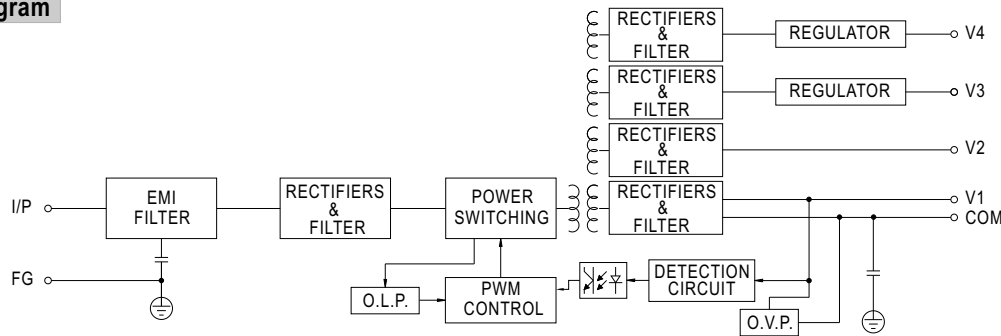 gram
RECTIFIERS
&
FILTER
REGULATOR
V4
RECTIFIERS
&
FILTER
REGULATOR
V3
RECTIFIERS
&
FILTER
V2
I/P
EMI
FILTER
RECTIFIERS
&
FILTER
POWER
SWITCHING
RECTIFIERS
&
FILTER
V1
COM
FG
O.L.P.
PWM
CONTROL
DETECTION
CIRCUIT
O.V.P.